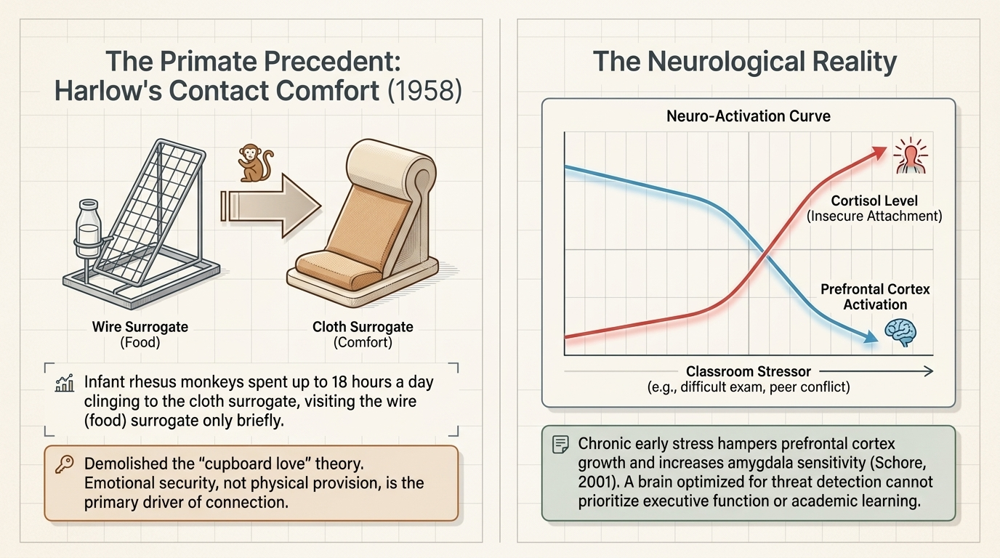 The Primate Precedent:
Harlow's Contact Comfort (1958)
Wire Surrogate
(Food)
Cloth Surrogate
(Comfort)
Infant rhesus monkeys spent up to 18 hours a day
clinging to the cloth surrogate, visiting the wire
(food) surrogate only briefly.
Demolished the “cupboard love” theory.
Emotional security, not physical provision, is the
primary driver of connection.
The Neurological Reality
Neuro-Activation Curve
Cortisol Level
(Insecure Attachment)
Prefrontal Cortex
Activation
Classroom Stressor
(e.g., difficult exam, peer conflict)
Chronic early stress hampers prefrontal cortex
growth and increases amygdala sensitivity (Schore,
2001). A brain optimized for threat detection cannot
prioritize executive function or academic learning.